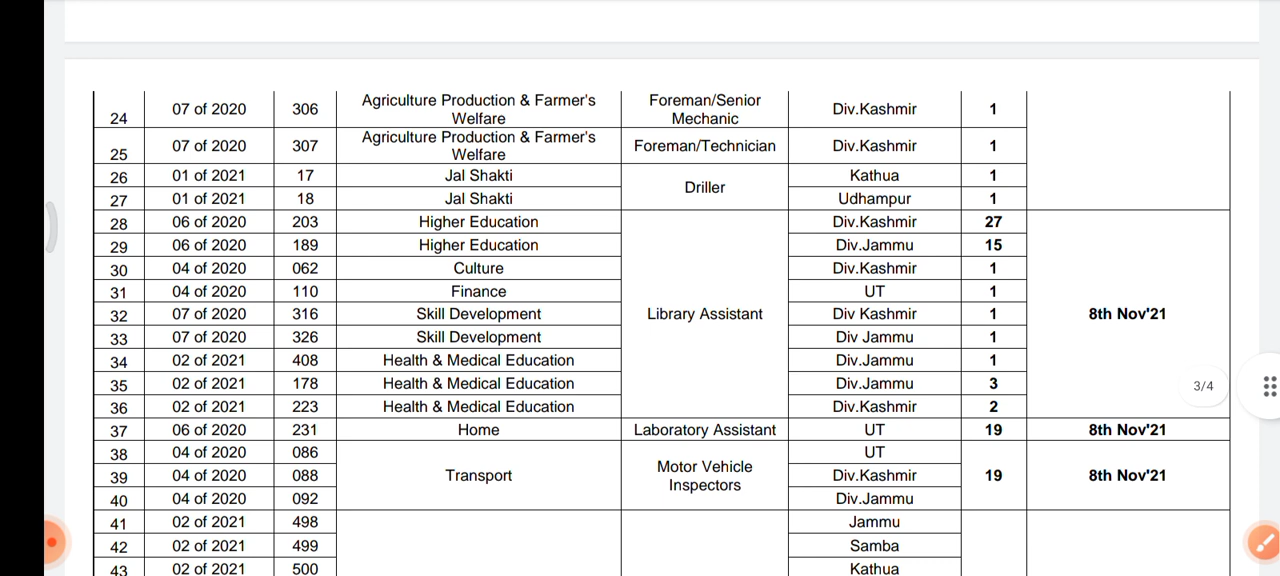 24 07 of 2020 306 Agriculture Production & Farmer's Welfare Foreman/Senior Mechanic Div.Kashmir 1
25 07 of 2020 307 Agriculture Production & Farmer's Welfare Foreman/Technician Div.Kashmir 1
26 01 of 2021 17 Jal Shakti Driller Kathua 1
27 01 of 2021 18 Jal Shakti Udhampur 1
28 06 of 2020 203 Higher Education Div.Kashmir 27
29 06 of 2020 189 Higher Education Div.Jammu 15
30 04 of 2020 062 Culture Div.Kashmir 1
31 04 of 2020 110 Finance UT 1
32 07 of 2020 316 Skill Development Library Assistant Div Kashmir 1 8th Nov'21
33 07 of 2020 326 Skill Development Div Jammu 1
34 02 of 2021 408 Health & Medical Education Div.Jammu 1
35 02 of 2021 178 Health & Medical Education Div.Jammu 3
36 02 of 2021 223 Health & Medical Education Div.Kashmir 2
37 06 of 2020 231 Home Laboratory Assistant UT 19 8th Nov'21
38 04 of 2020 086 UT
39 04 of 2020 088 Transport Motor Vehicle Inspectors Div.Kashmir 19 8th Nov'21
40 04 of 2020 092 Div.Jammu
41 02 of 2021 498 Jammu
42 02 of 2021 499 Samba
43 02 of 2021 500 Kathua
3/4